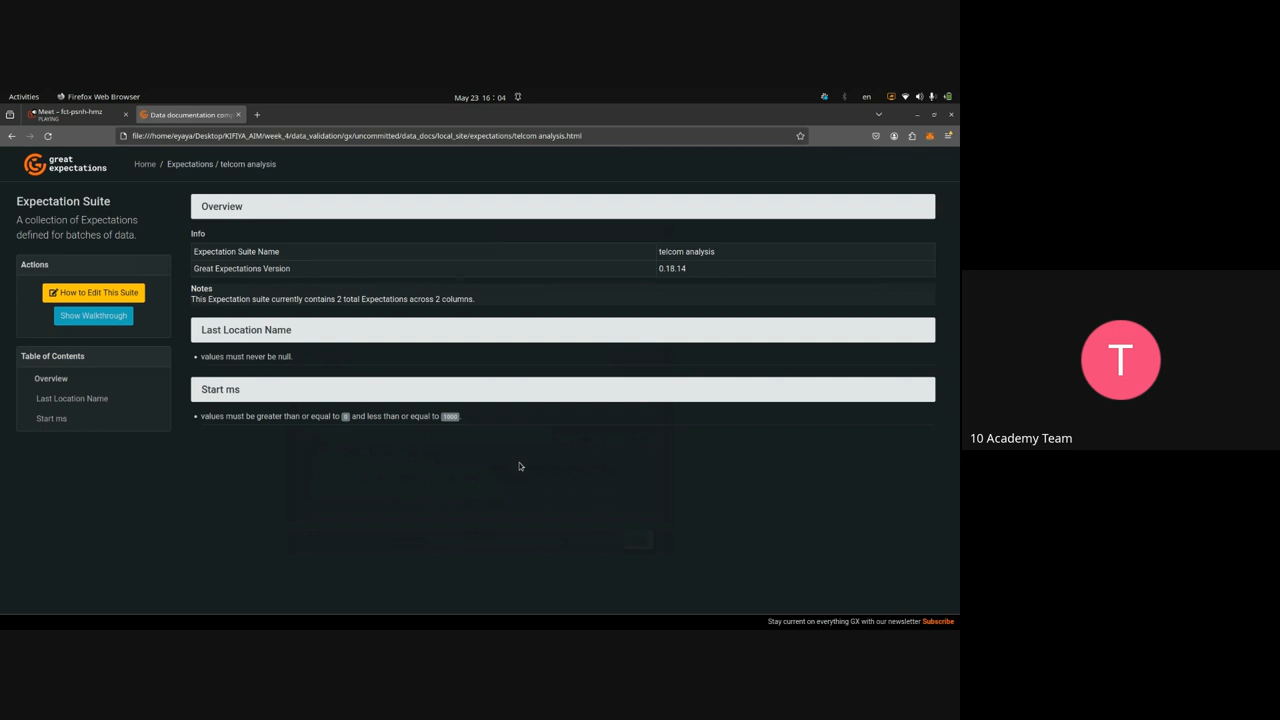 Activities
Firefox Web Browser
May 23 16:04
en
Meet – fct-psnh-hmz
PLAYING
Data documentation comp
file:///home/eyaya/Desktop/KIFIYA_AIM/week_4/data_validation/gx/uncommitted/data_docs/local_site/expectations/telcom analysis.html
great
expectations
Home / Expectations / telcom analysis
Expectation Suite
A collection of Expectations
defined for batches of data.
Actions
How to Edit This Suite
Show Walkthrough
Table of Contents
Overview
Last Location Name
Start ms
Overview
Info
Expectation Suite Name telcom analysis
Great Expectations Version 0.18.14
Notes
This Expectation suite currently contains 2 total Expectations across 2 columns.
Last Location Name
• values must never be null.
Start ms
• values must be greater than or equal to 0 and less than or equal to 1000.
Stay current on everything GX with our newsletter Subscribe
T
10 Academy Team